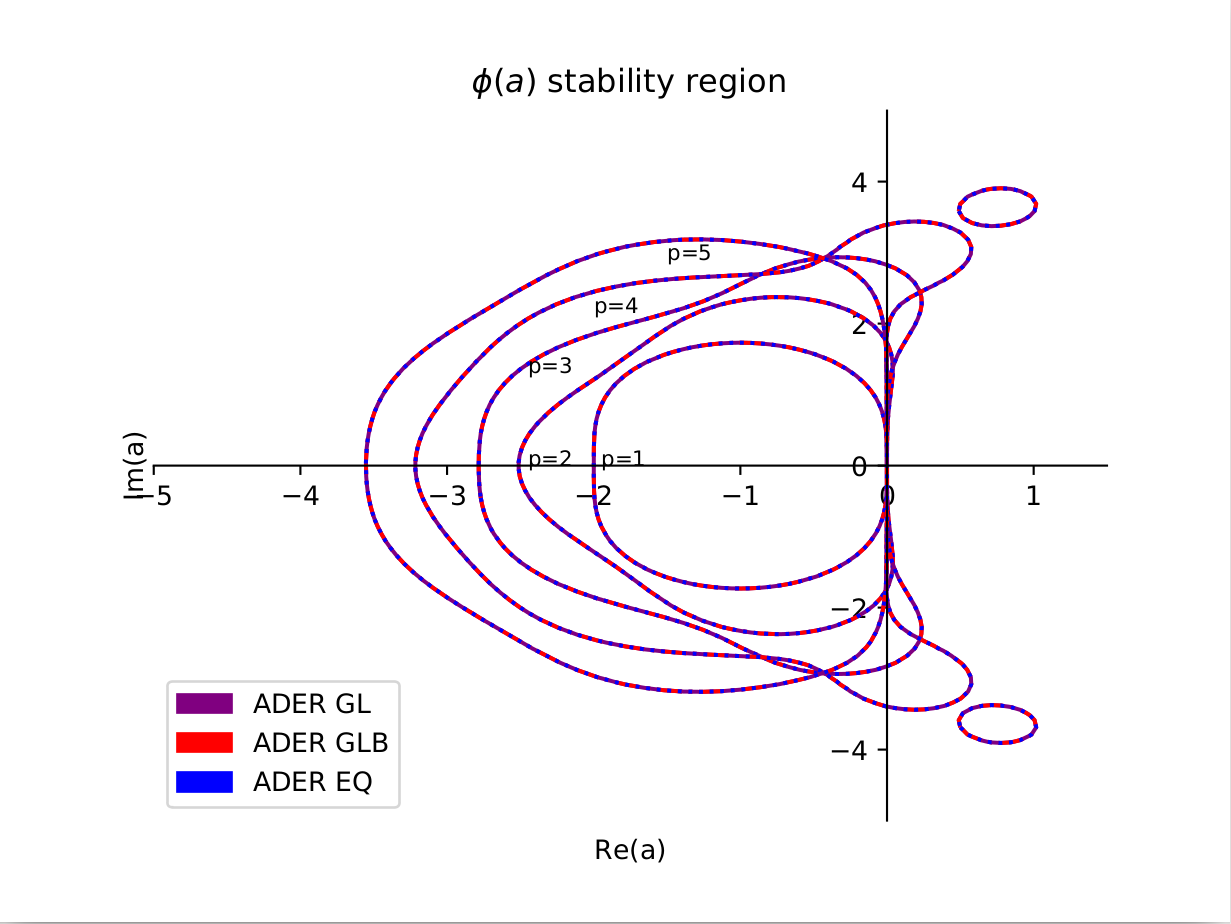 ϕ(a) stability region
4
p=5
p=4
2
p=3
Im(a)
p=2
p=1
0
−5
−4
−3
−2
−1
0
1
−2
−4
ADER GL
ADER GLB
ADER EQ
Re(a)